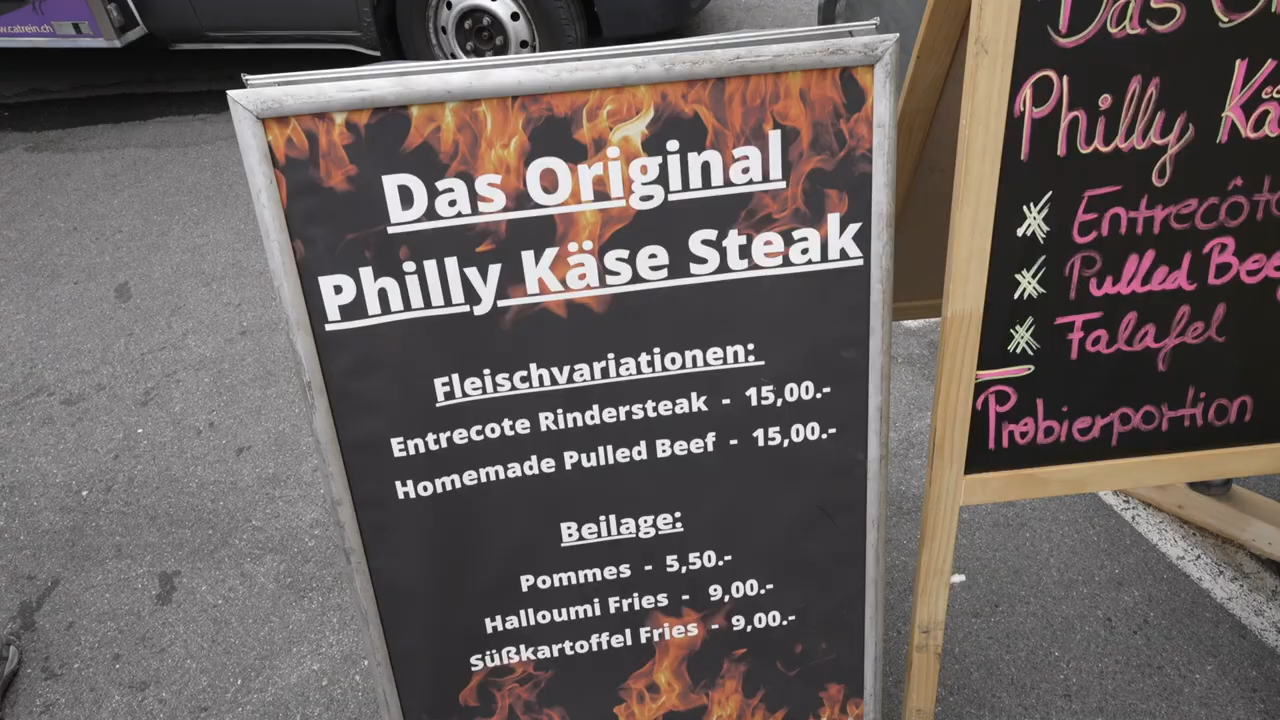 w.catrein.ch
Das Original
Philly Käse Steak
Fleischvariationen:
Entrecote Rindersteak - 15,00.-
Homemade Pulled Beef - 15,00.-
Beilage:
Pommes - 5,50.-
Halloumi Fries - 9,00.-
Süßkartoffel Fries - 9,00.-
Das
Philly
Entrecôte
Pulled Bee
Falafel
Probierportion